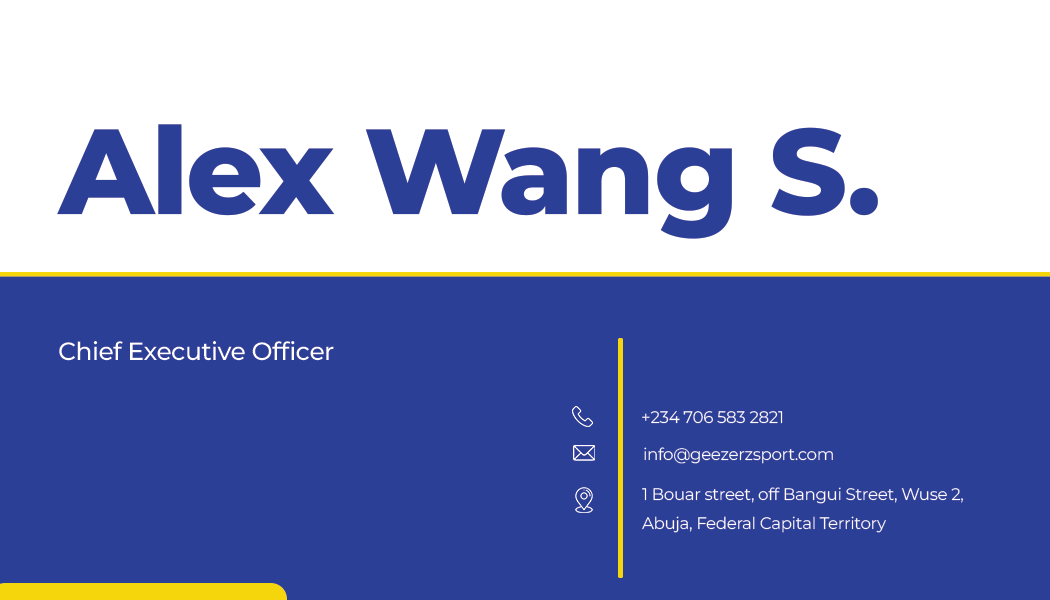 Alex Wang S.
Chief Executive Officer
+234 706 583 2821
info@geezerzsport.com
1 Bouar street, off Bangui Street, Wuse 2,
Abuja, Federal Capital Territory